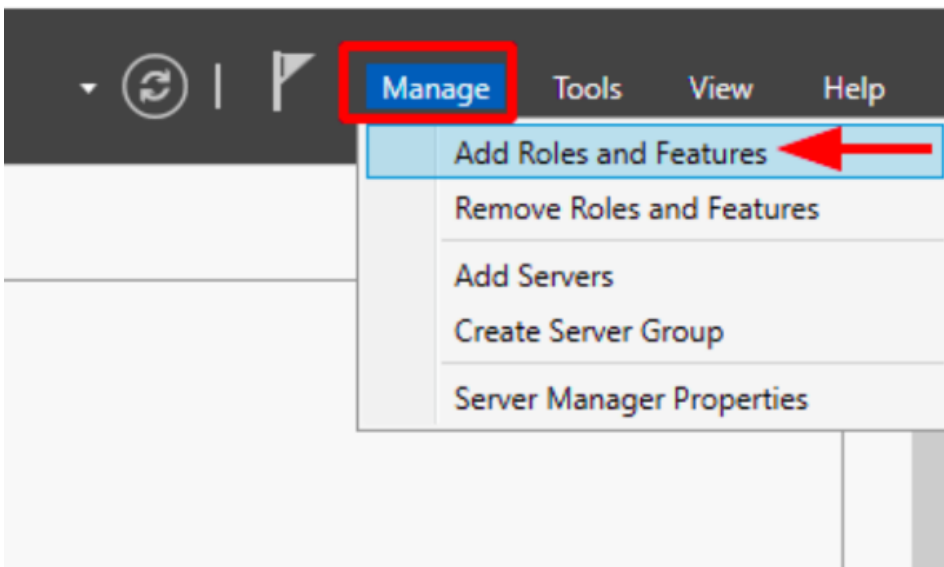 Manage Tools View Help
Add Roles and Features
Remove Roles and Features
Add Servers
Create Server Group
Server Manager Properties